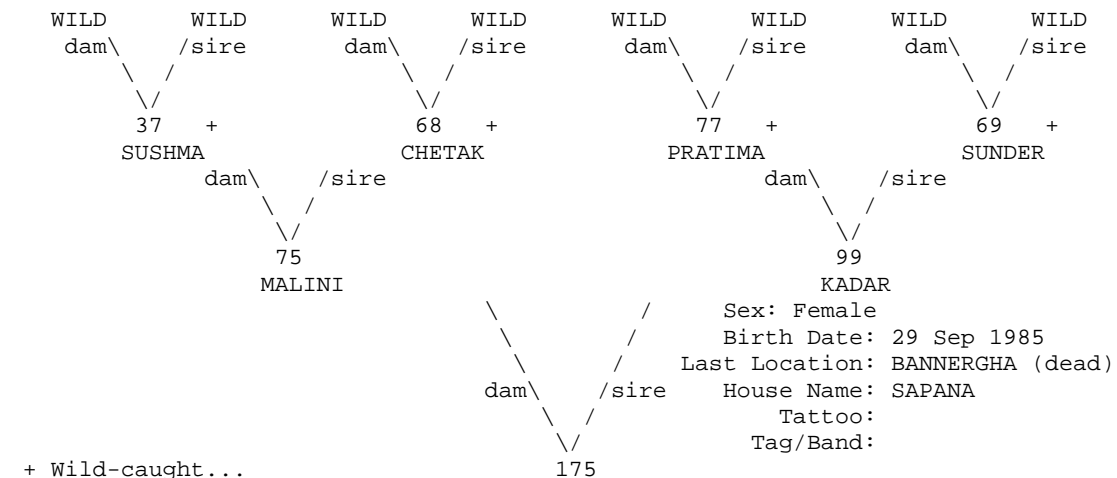 WILD WILD WILD WILD WILD WILD WILD WILD
dam\ /sire dam\ /sire dam\ /sire dam\ /sire
\ / \ / \ / \ /
\/ \/ \/ \/
37 + 68 + 77 + 69 +
SUSHMA CHETAK PRATIMA SUNDER
dam\ /sire dam\ /sire
\ / \ /
\/ \/
75 99
MALINI KADAR
\ / Sex: Female
\ / Birth Date: 29 Sep 1985
\ / Last Location: BANNERGHA (dead)
dam\ /sire House Name: SAPANA
\ / Tattoo:
\/ Tag/Band:
+ Wild-caught... 175